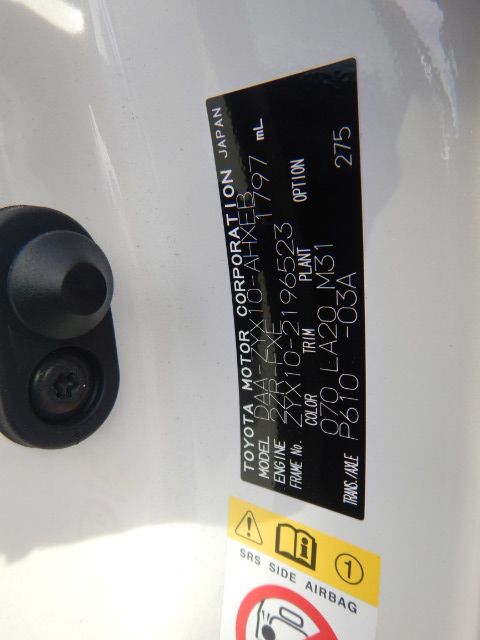 TOYOTA MOTOR CORPORATION JAPAN
MODEL DAA-ZYX10-AHXEB
ENGINE 2ZR-FXE 1797 mL
FRAME No. ZYX10-2196523
COLOR TRIM PLANT OPTION
070 LA20 M31
TRANS./AXLE P610 -03A 275
1
SRS SIDE AIRBAG